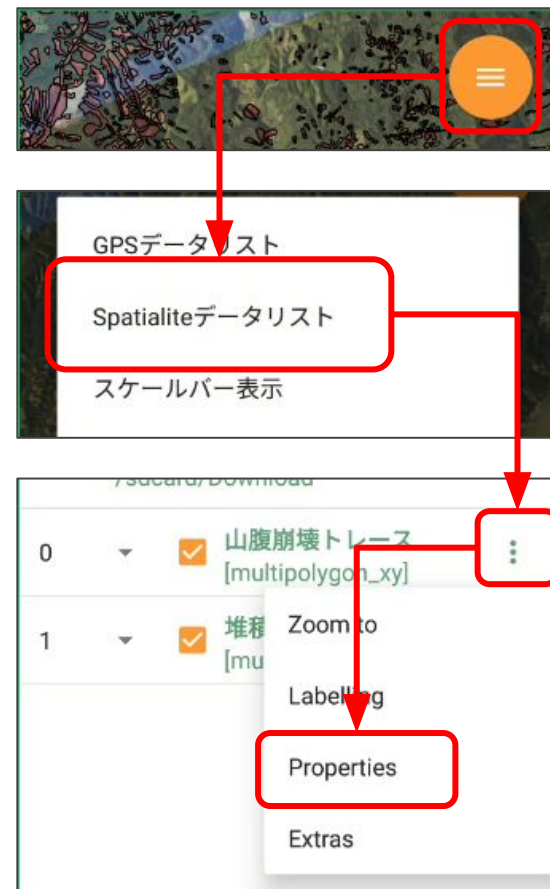 GPSデータリスト
Spatialiteデータリスト
スケールバー表示
/sdcard/Download
0
山腹崩壊トレース
[multipolygon_xy]
1
堆積
[mu
Zoom to
Labelling
Properties
Extras